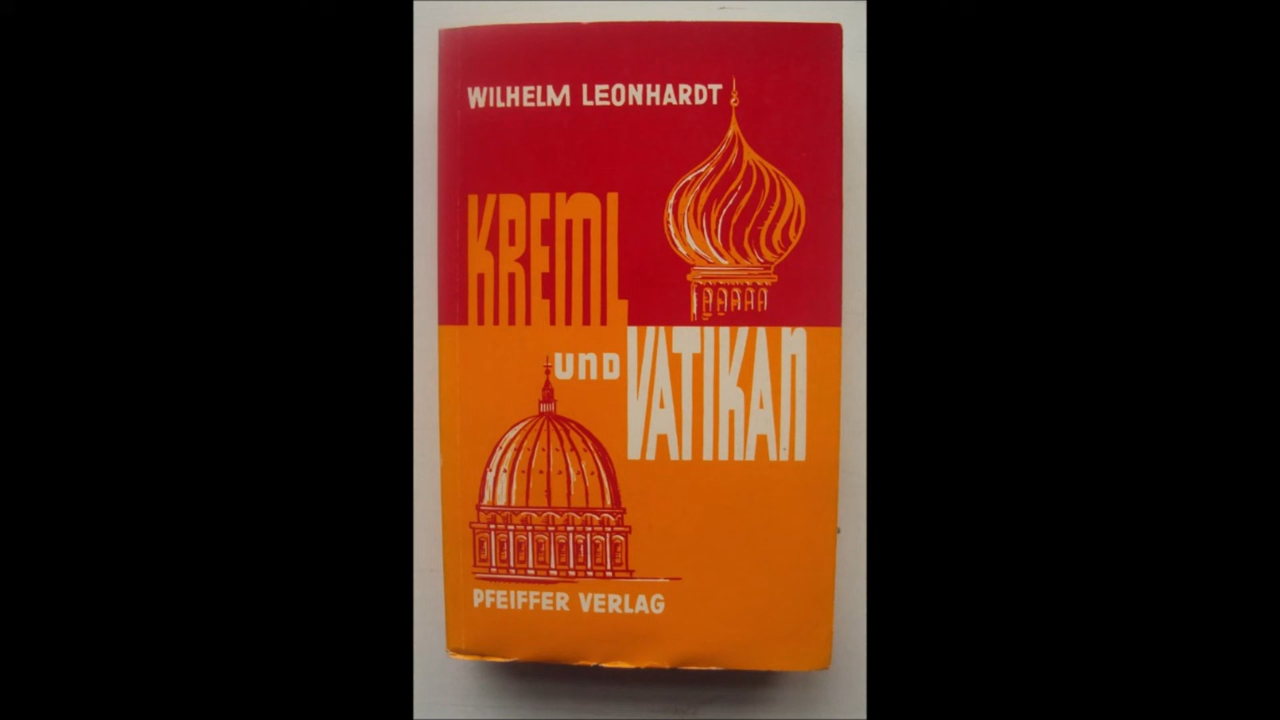 WILHELM LEONHARDT
KREML
UND
VATIKAN
PFEIFFER VERLAG